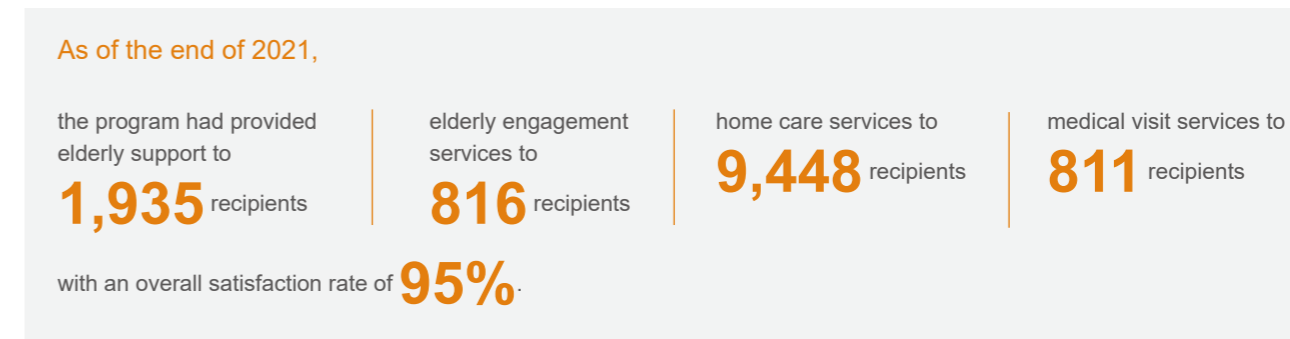 As of the end of 2021,
the program had provided
elderly support to
1,935 recipients
elderly engagement
services to
816 recipients
home care services to
9,448 recipients
medical visit services to
811 recipients
with an overall satisfaction rate of 95%.